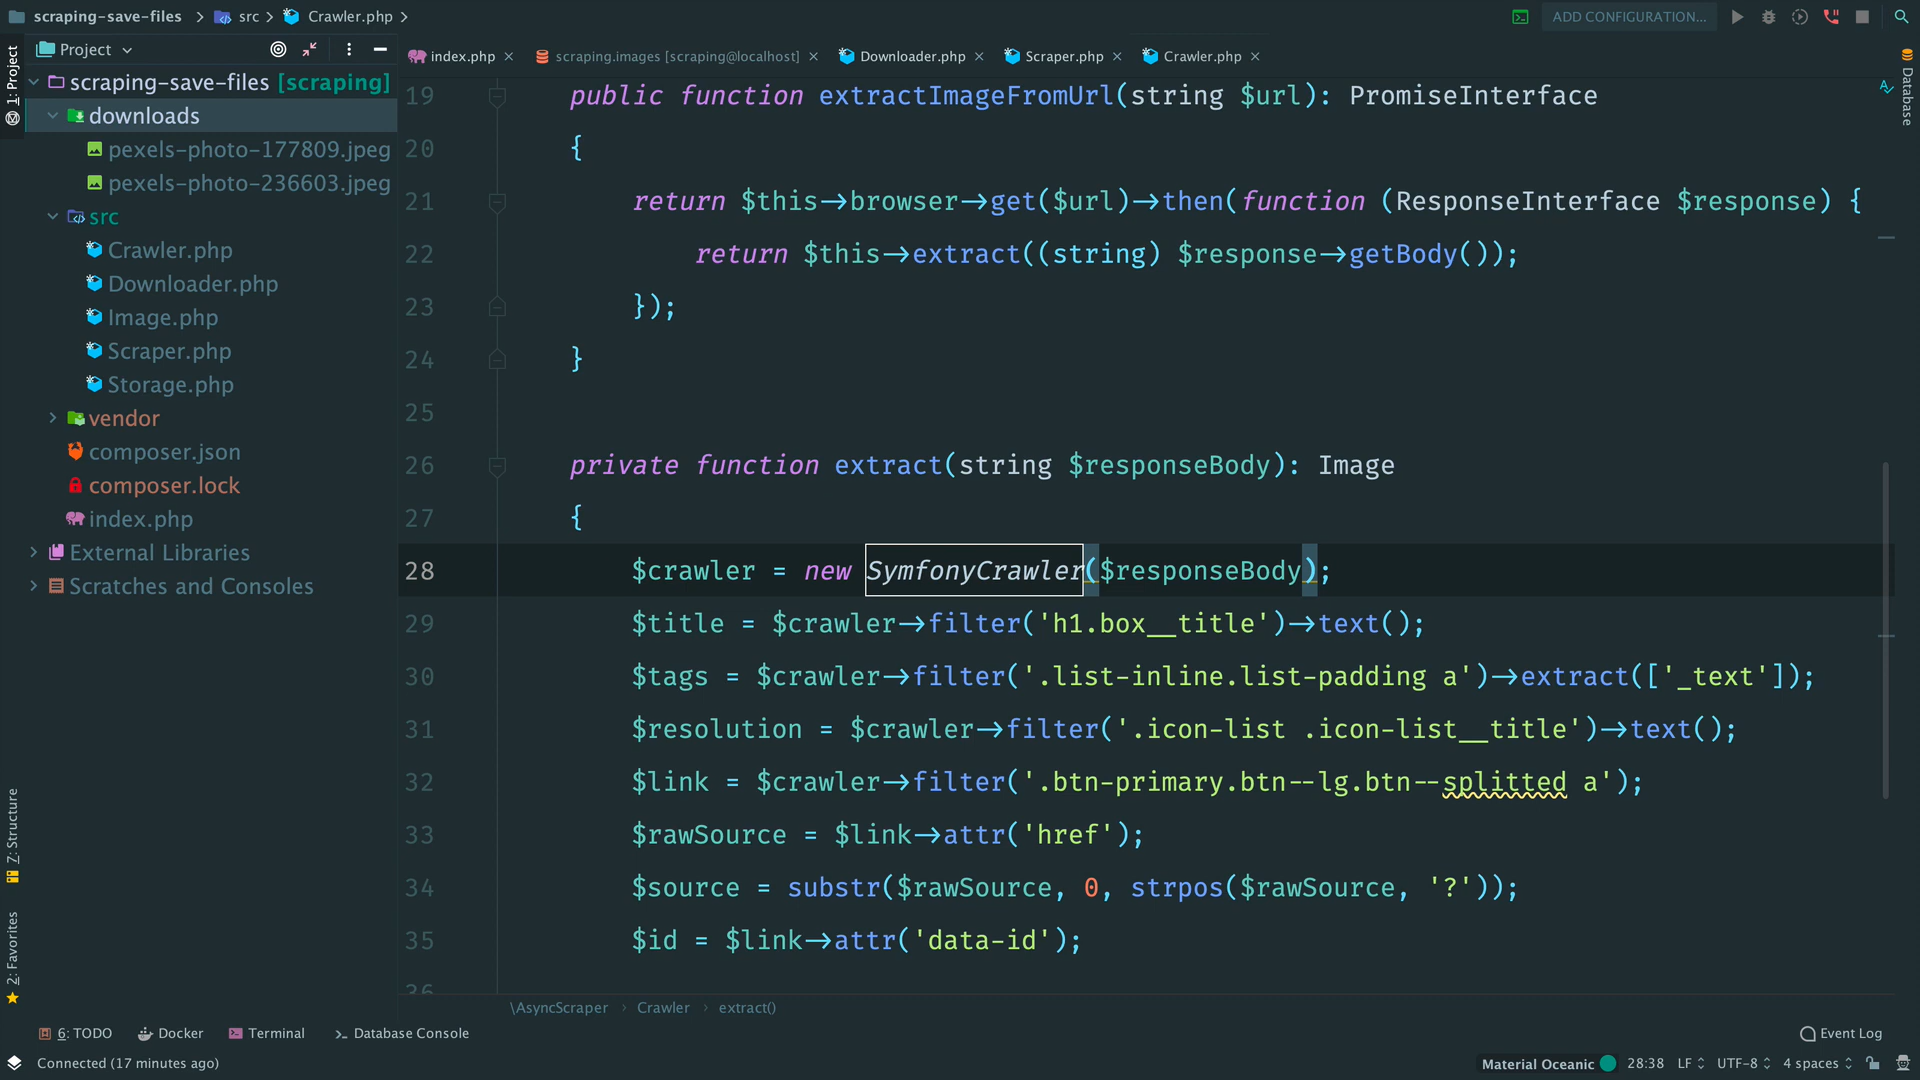 scraping-save-files > src > Crawler.php >
ADD CONFIGURATION...
Project
index.php
scraping.images [scraping@localhost]
Downloader.php
Scraper.php
Crawler.php
1: Project
scraping-save-files [scraping]
downloads
pexels-photo-177809.jpeg
pexels-photo-236603.jpeg
src
Crawler.php
Downloader.php
Image.php
Scraper.php
Storage.php
vendor
composer.json
composer.lock
index.php
External Libraries
Scratches and Consoles
7: Structure
2: Favorites
Database
19 public function extractImageFromUrl(string $url): PromiseInterface
20 {
21 return $this->browser->get($url)->then(function (ResponseInterface $response) {
22 return $this->extract((string) $response->getBody());
23 });
24 }
25
26 private function extract(string $responseBody): Image
27 {
28 $crawler = new SymfonyCrawler($responseBody);
29 $title = $crawler->filter('h1.box__title')->text();
30 $tags = $crawler->filter('.list-inline.list-padding a')->extract(['_text']);
31 $resolution = $crawler->filter('.icon-list .icon-list__title')->text();
32 $link = $crawler->filter('.btn-primary.btn--lg.btn--splitted a');
33 $rawSource = $link->attr('href');
34 $source = substr($rawSource, 0, strpos($rawSource, '?'));
35 $id = $link->attr('data-id');
36
\AsyncScraper > Crawler > extract()
6: TODO
Docker
Terminal
Database Console
Event Log
Connected (17 minutes ago)
Material Oceanic
28:38
LF
UTF-8
4 spaces